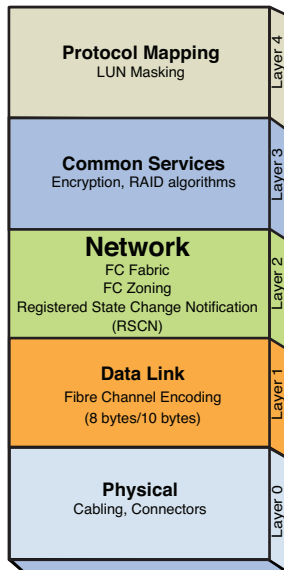 Protocol Mapping
LUN Masking
Layer 4
Common Services
Encryption, RAID algorithms
Layer 3
Network
FC Fabric
FC Zoning
Registered State Change Notification
(RSCN)
Layer 2
Data Link
Fibre Channel Encoding
(8 bytes/10 bytes)
Layer 1
Physical
Cabling, Connectors
Layer 0